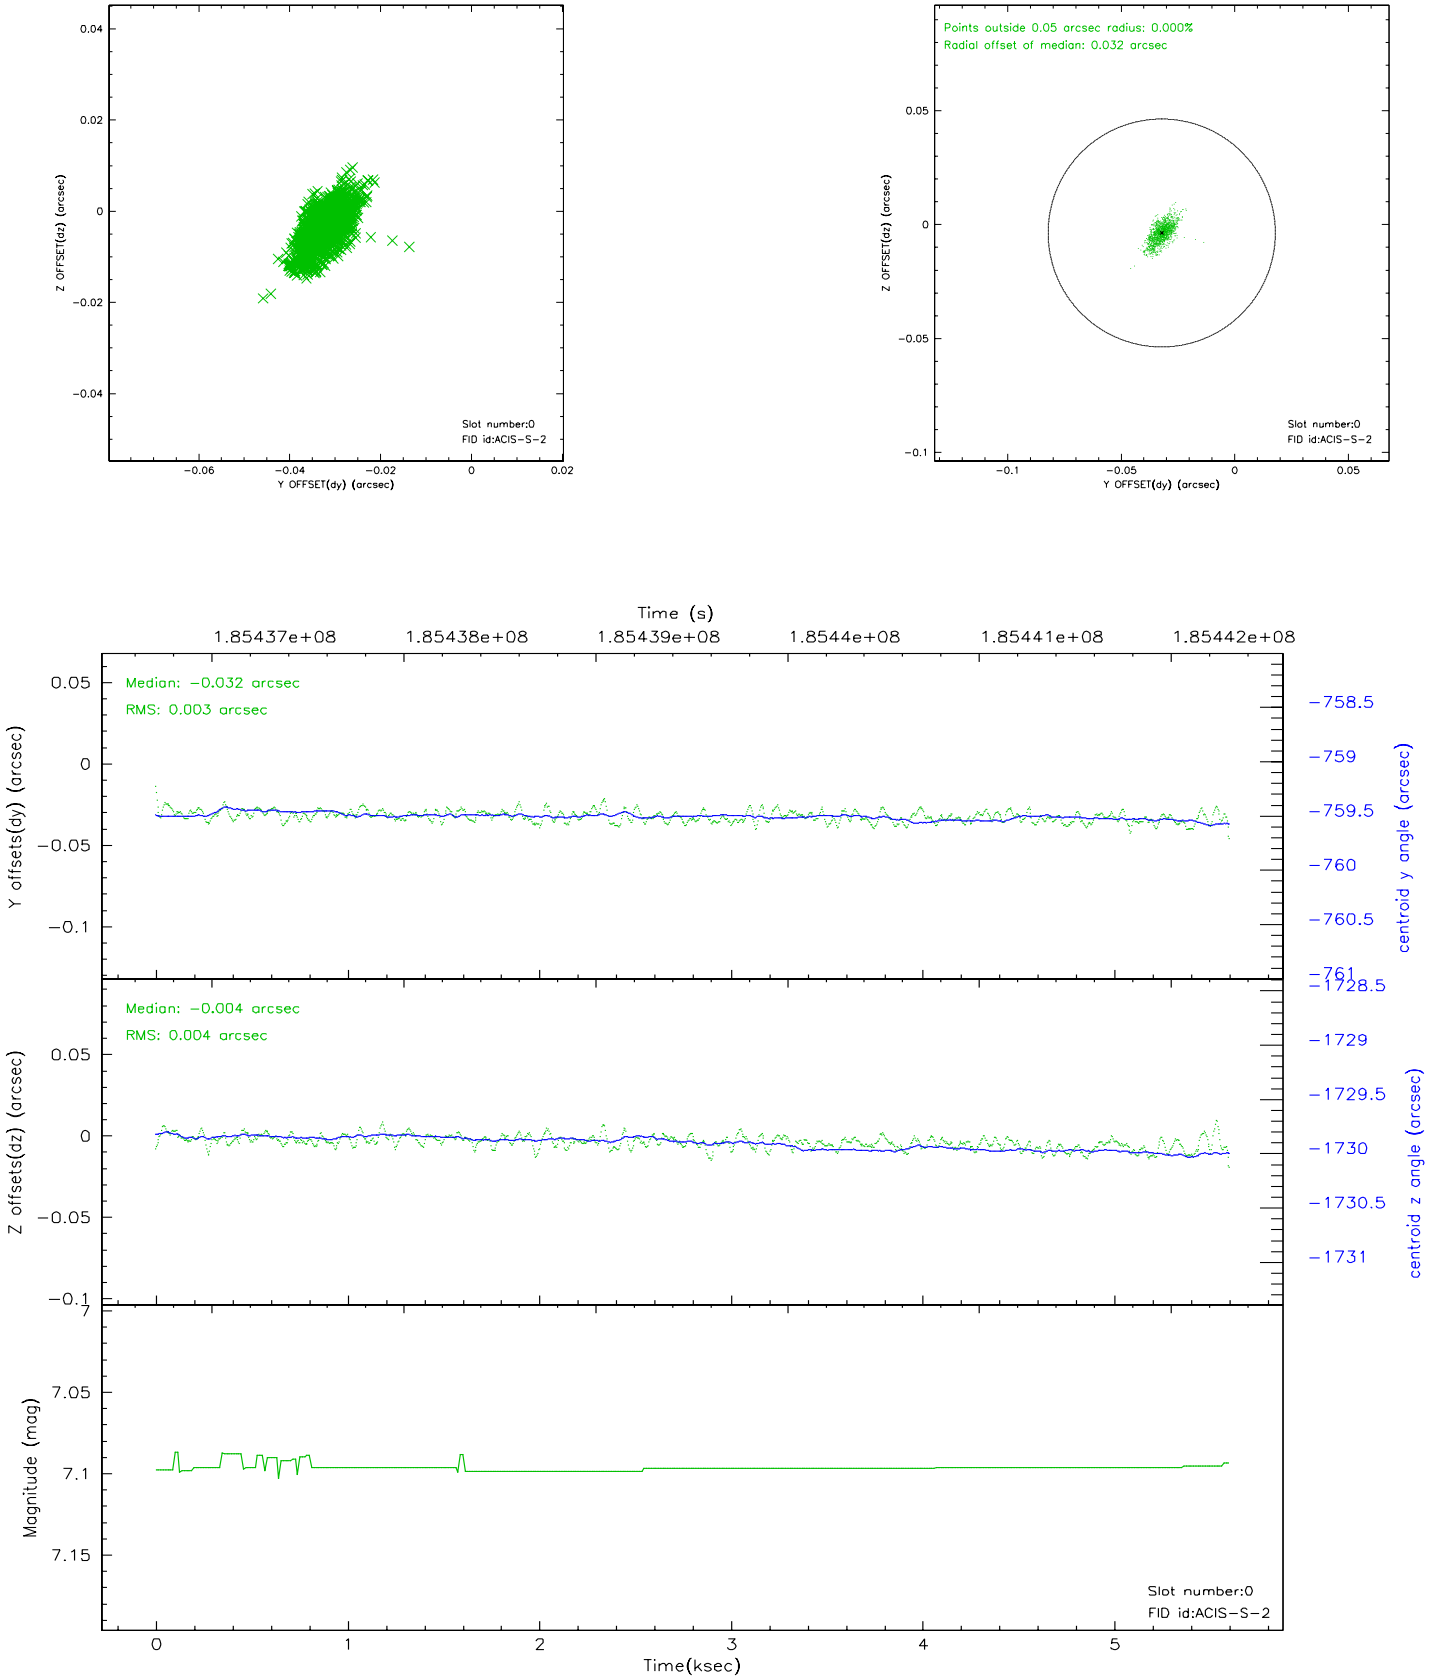 0.04
0.02
0
−0.02
−0.04
Z OFFSET(dz) (arcsec)
Slot number:0
FID id:ACIS−S−2
−0.06
−0.04
−0.02
0
0.02
Y OFFSET(dy) (arcsec)
Points outside 0.05 arcsec radius: 0.000%
Radial offset of median: 0.032 arcsec
0.05
0
−0.05
−0.1
Z OFFSET(dz) (arcsec)
Slot number:0
FID id:ACIS−S−2
−0.1
−0.05
0
0.05
Y OFFSET(dy) (arcsec)
Time (s)
1.85437e+08
1.85438e+08
1.85439e+08
1.8544e+08
1.85441e+08
1.85442e+08
Median: −0.032 arcsec
RMS: 0.003 arcsec
0.05
0
−0.05
−0.1
Y offsets(dy) (arcsec)
−758.5
−759
−759.5
−760
−760.5
−761
centroid y angle (arcsec)
Median: −0.004 arcsec
RMS: 0.004 arcsec
0.05
0
−0.05
−0.1
Z offsets(dz) (arcsec)
−1728.5
−1729
−1729.5
−1730
−1730.5
−1731
centroid z angle (arcsec)
7
7.05
7.1
7.15
Magnitude (mag)
Slot number:0
FID id:ACIS−S−2
0
1
2
3
4
5
Time(ksec)